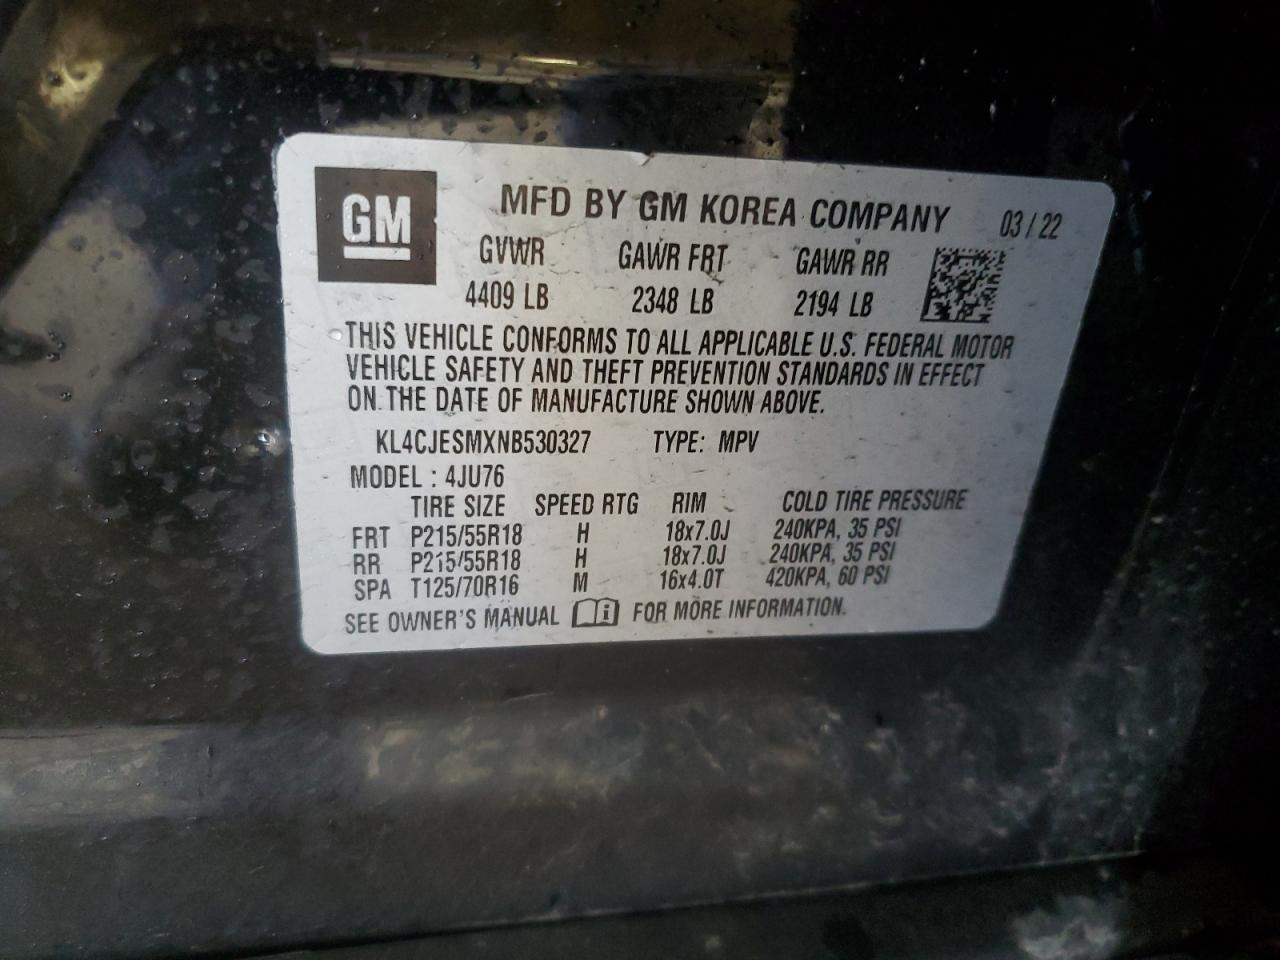 GM
MFD BY GM KOREA COMPANY 03 / 22
GVWR GAWR FRT GAWR RR
4409 LB 2348 LB 2194 LB
THIS VEHICLE CONFORMS TO ALL APPLICABLE U.S. FEDERAL MOTOR
VEHICLE SAFETY AND THEFT PREVENTION STANDARDS IN EFFECT
ON THE DATE OF MANUFACTURE SHOWN ABOVE.
KL4CJESMXNB530327 TYPE: MPV
MODEL : 4JU76
TIRE SIZE SPEED RTG RIM COLD TIRE PRESSURE
FRT P215/55R18 H 18x7.0J 240KPA, 35 PSI
RR P215/55R18 H 18x7.0J 240KPA, 35 PSI
SPA T125/70R16 M 16x4.0T 420KPA, 60 PSI
SEE OWNER'S MANUAL i FOR MORE INFORMATION.